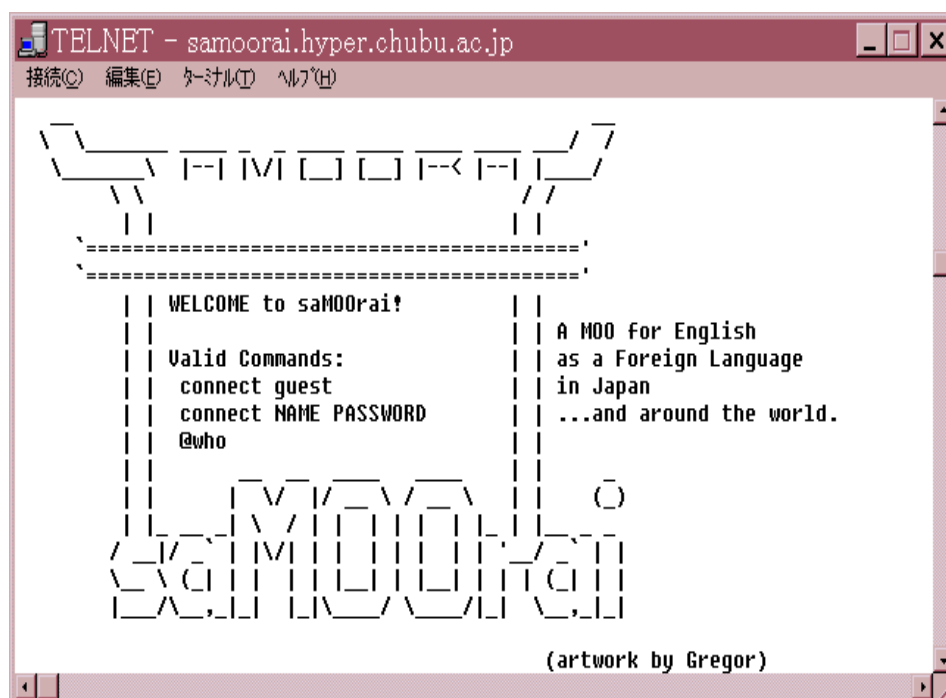 TELNET - samoorai.hyper.chubu.ac.jp
接続(C) 編集(E) ターミナル(T) ヘルプ(H)
WELCOME to saMOOrai!
A MOO for English
Valid Commands:
as a Foreign Language
connect guest
in Japan
connect NAME PASSWORD
...and around the world.
@who
saMOOrai
(artwork by Gregor)